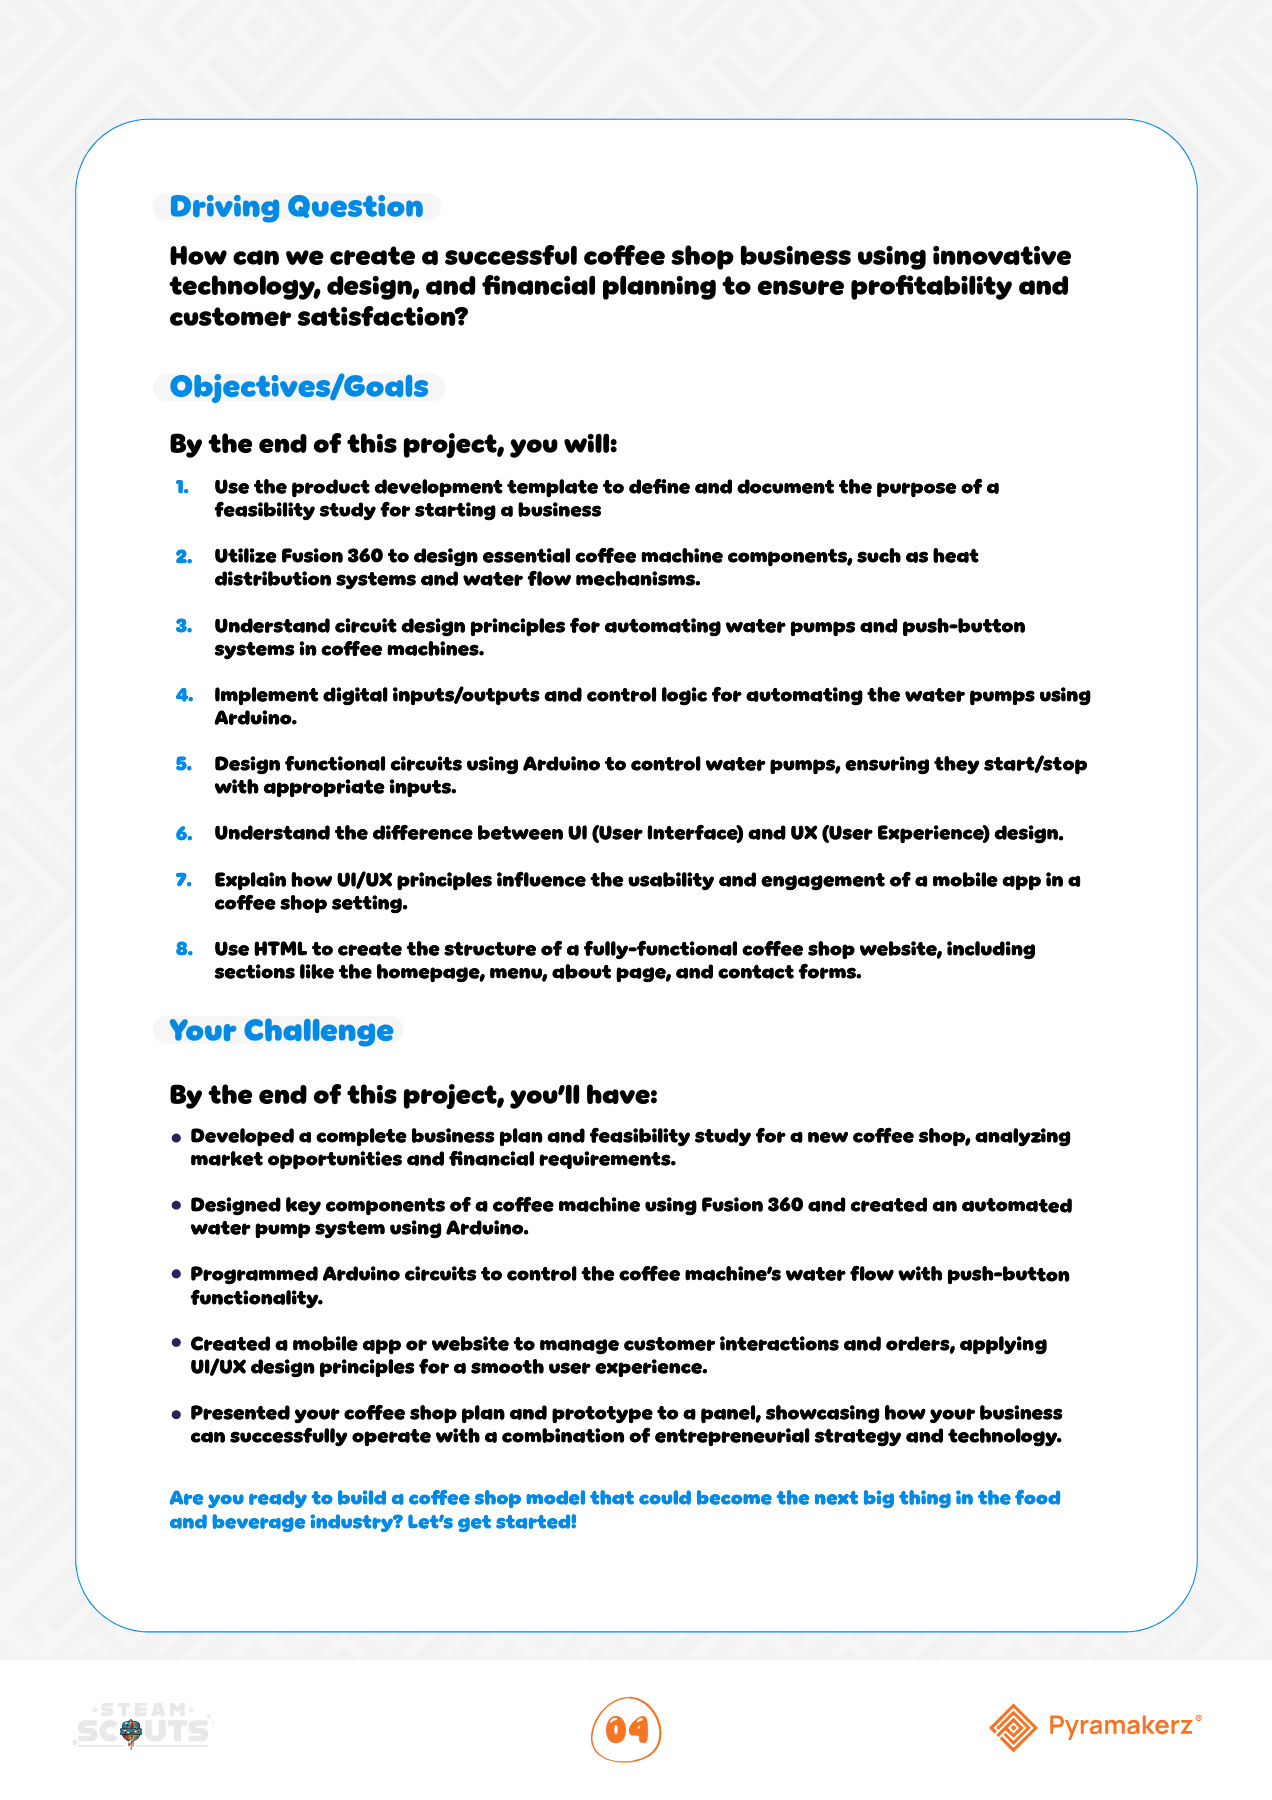 Driving Question
How can we create a successful coffee shop business using innovative
technology, design, and financial planning to ensure profitability and
customer satisfaction?
Objectives/Goals
By the end of this project, you will:
1. Use the product development template to define and document the purpose of a
feasibility study for starting a business
2. Utilize Fusion 360 to design essential coffee machine components, such as heat
distribution systems and water flow mechanisms.
3. Understand circuit design principles for automating water pumps and push-button
systems in coffee machines.
4. Implement digital inputs/outputs and control logic for automating the water pumps using
Arduino.
5. Design functional circuits using Arduino to control water pumps, ensuring they start/stop
with appropriate inputs.
6. Understand the difference between UI (User Interface) and UX (User Experience) design.
7. Explain how UI/UX principles influence the usability and engagement of a mobile app in a
coffee shop setting.
8. Use HTML to create the structure of a fully-functional coffee shop website, including
sections like the homepage, menu, about page, and contact forms.
Your Challenge
By the end of this project, you'll have:
• Developed a complete business plan and feasibility study for a new coffee shop, analyzing
market opportunities and financial requirements.
• Designed key components of a coffee machine using Fusion 360 and created an automated
water pump system using Arduino.
• Programmed Arduino circuits to control the coffee machine's water flow with push-button
functionality.
• Created a mobile app or website to manage customer interactions and orders, applying
UI/UX design principles for a smooth user experience.
• Presented your coffee shop plan and prototype to a panel, showcasing how your business
can successfully operate with a combination of entrepreneurial strategy and technology.
Are you ready to build a coffee shop model that could become the next big thing in the food
and beverage industry? Let's get started!
STEAM
SCOUTS
04
Pyramakerz®